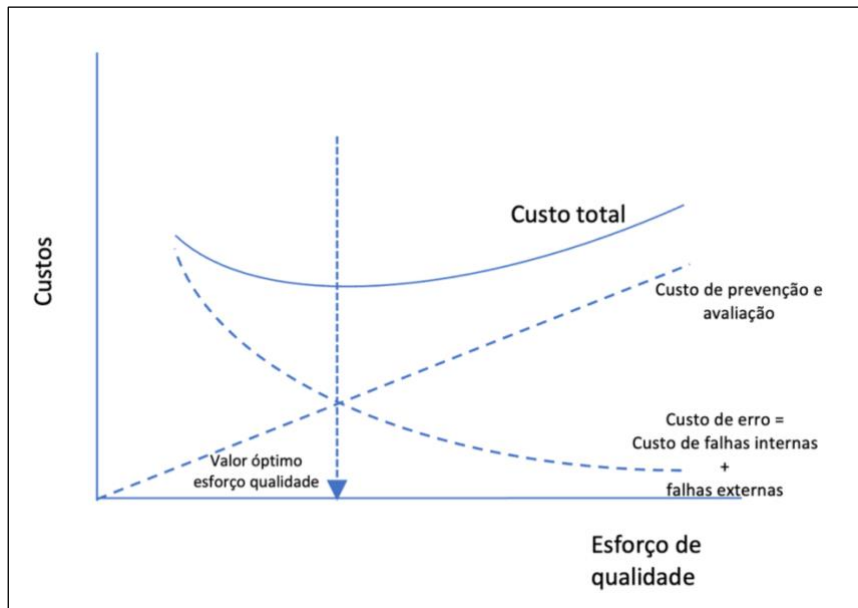 Custo total
Custos
Custo de prevenção e
avaliação
Custo de erro =
Custo de falhas internas
+
falhas externas
Valor óptimo
esforço qualidade
Esforço de
qualidade